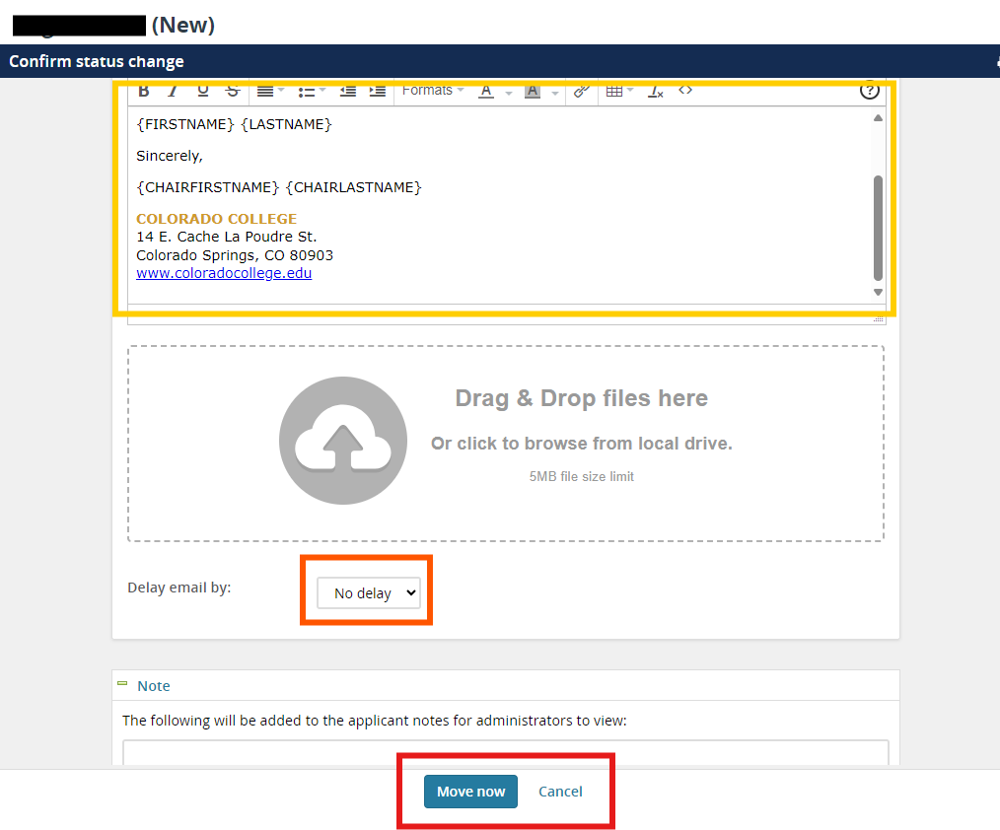 (New)
Confirm status change
B I U S Formats A A Tx <> ?
{FIRSTNAME} {LASTNAME}
Sincerely,
{CHAIRFIRSTNAME} {CHAIRLASTNAME}
COLORADO COLLEGE
14 E. Cache La Poudre St.
Colorado Springs, CO 80903
www.coloradocollege.edu
Drag & Drop files here
Or click to browse from local drive.
5MB file size limit
Delay email by:
No delay
Note
The following will be added to the applicant notes for administrators to view:
Move now Cancel